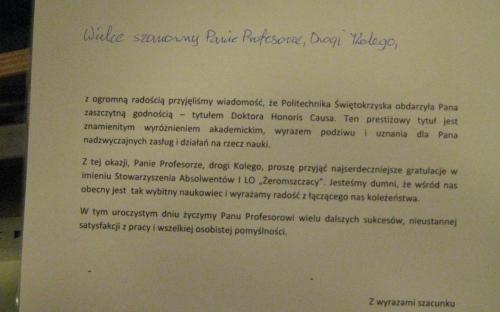 Wielce szanowny Panie Profesorze, Drogi Kolego,
z ogromną radością przyjęliśmy wiadomość, że Politechnika Świętokrzyska obdarzyła Pana
zaszczytną godnością – tytułem Doktora Honoris Causa. Ten prestiżowy tytuł jest
znamienitym wyróżnieniem akademickim, wyrazem podziwu i uznania dla Pana
nadzwyczajnych zasług i działań na rzecz nauki.
Z tej okazji, Panie Profesorze, drogi Kolego, proszę przyjąć najserdeczniejsze gratulacje w
imieniu Stowarzyszenia Absolwentów I LO „Żeromszczacy". Jesteśmy dumni, że wśród nas
obecny jest tak wybitny naukowiec i wyrażamy radość z łączącego nas koleżeństwa.
W tym uroczystym dniu życzymy Panu Profesorowi wielu dalszych sukcesów, nieustannej
satysfakcji z pracy i wszelkiej osobistej pomyślności.
Z wyrazami szacunku